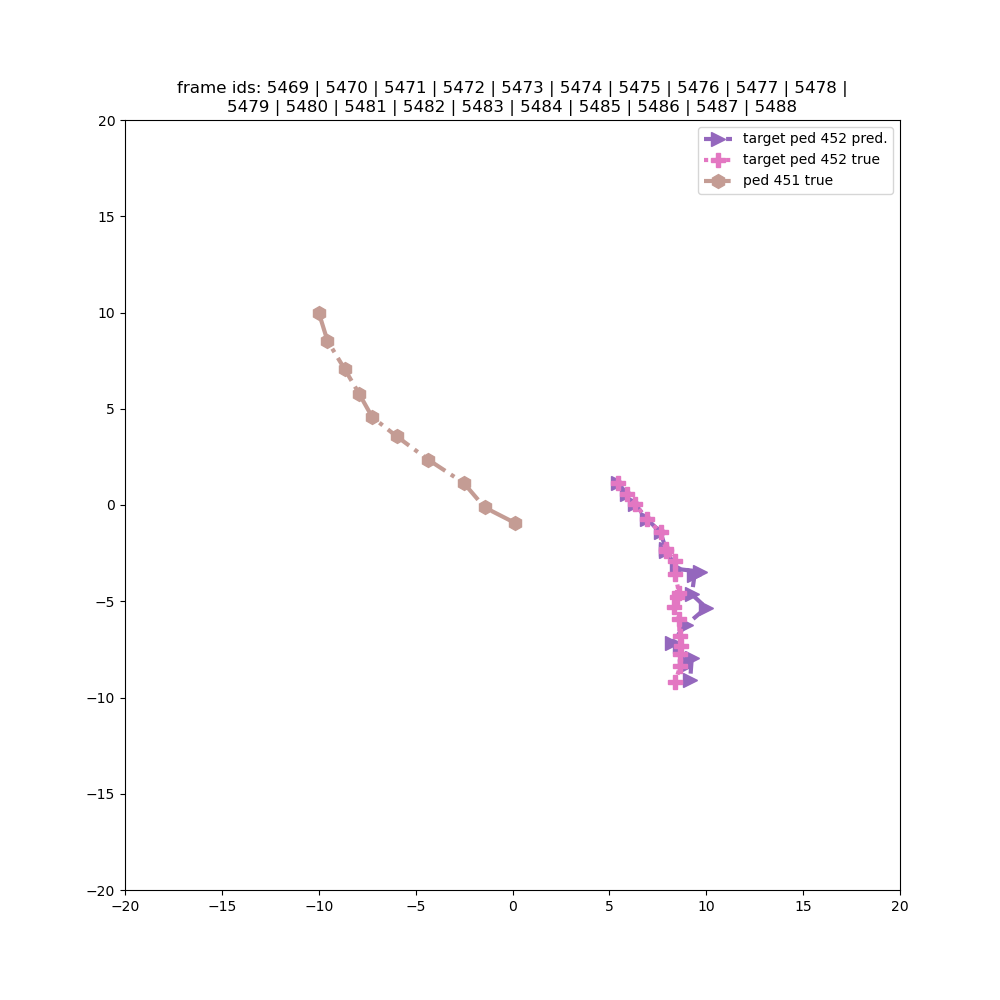 frame ids: 5469 | 5470 | 5471 | 5472 | 5473 | 5474 | 5475 | 5476 | 5477 | 5478 |
5479 | 5480 | 5481 | 5482 | 5483 | 5484 | 5485 | 5486 | 5487 | 5488
target ped 452 pred.
target ped 452 true
ped 451 true
20
15
10
5
0
−5
−10
−15
−20
−20 −15 −10 −5 0 5 10 15 20